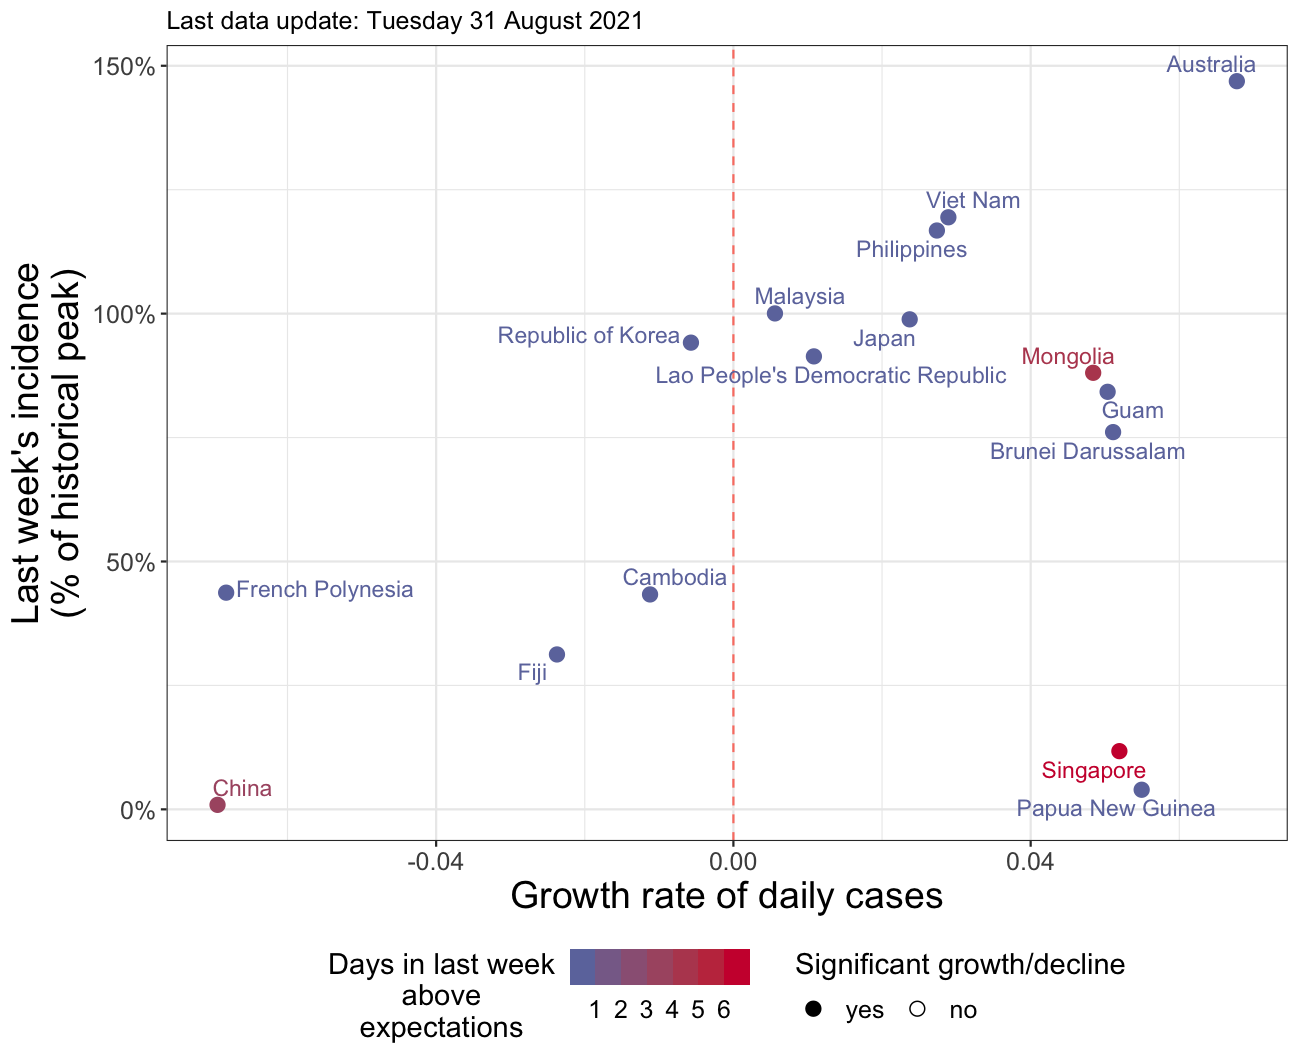 Last data update: Tuesday 31 August 2021
150%
Australia
Viet Nam
Philippines
Malaysia
100%
Republic of Korea
Japan
Mongolia
Lao People's Democratic Republic
Guam
Brunei Darussalam
Last week's incidence
(% of historical peak)
50%
Cambodia
French Polynesia
Fiji
Singapore
China
Papua New Guinea
0%
-0.04
0.00
0.04
Growth rate of daily cases
Days in last week
above
expectations
1 2 3 4 5 6
Significant growth/decline
yes
no